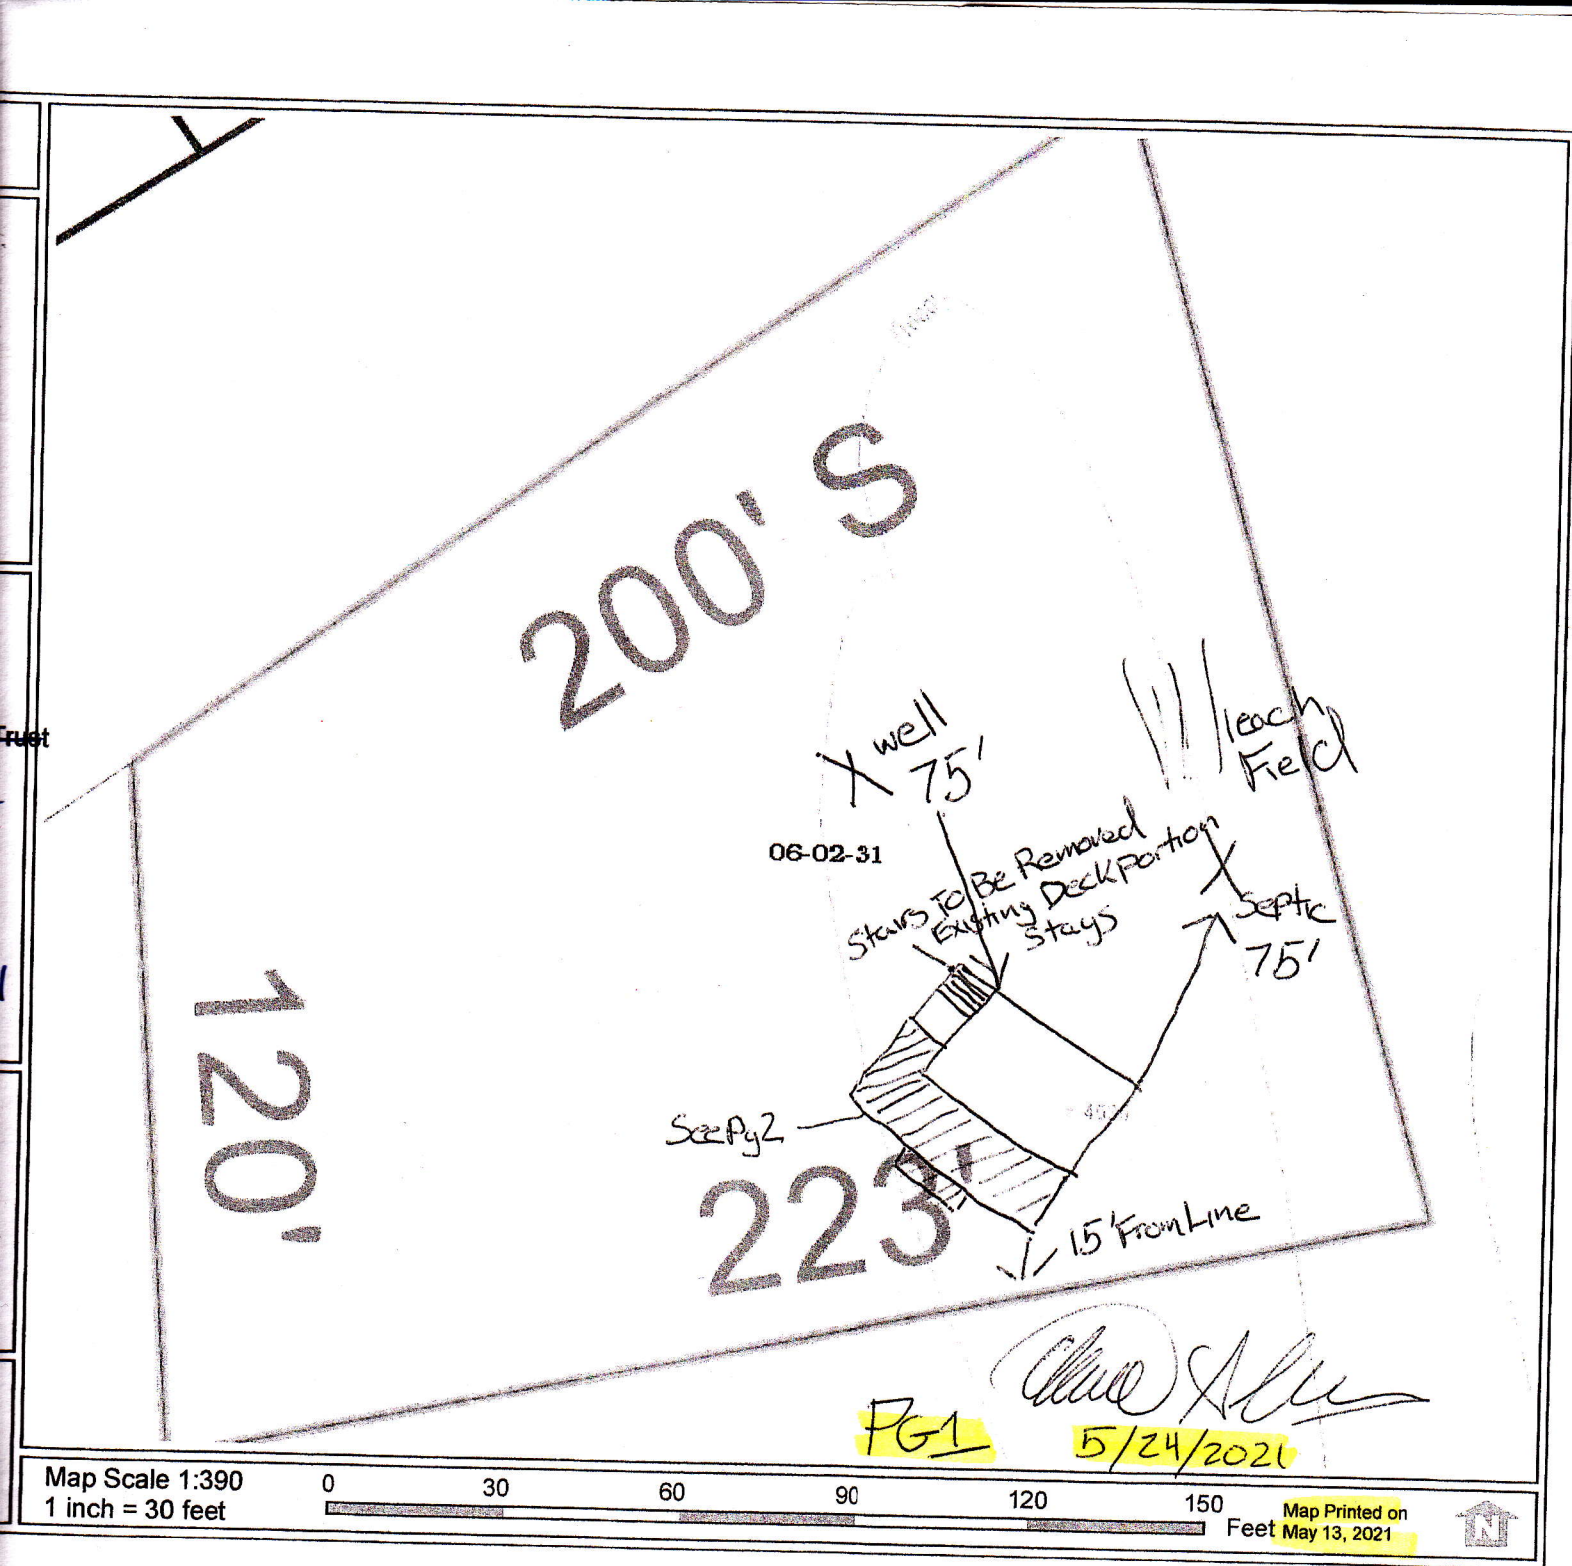 200' S
X well
75'
leach
Field
Trust
06-02-31
Stairs To Be Removed
Existing Deck Portion
Stays
X
Septic
75'
120'
See Pg 2
223'
15' From Line
PG1
5/24/2021
Map Scale 1:390
1 inch = 30 feet
0 30 60 90 120 150
Feet
Map Printed on
May 13, 2021
N